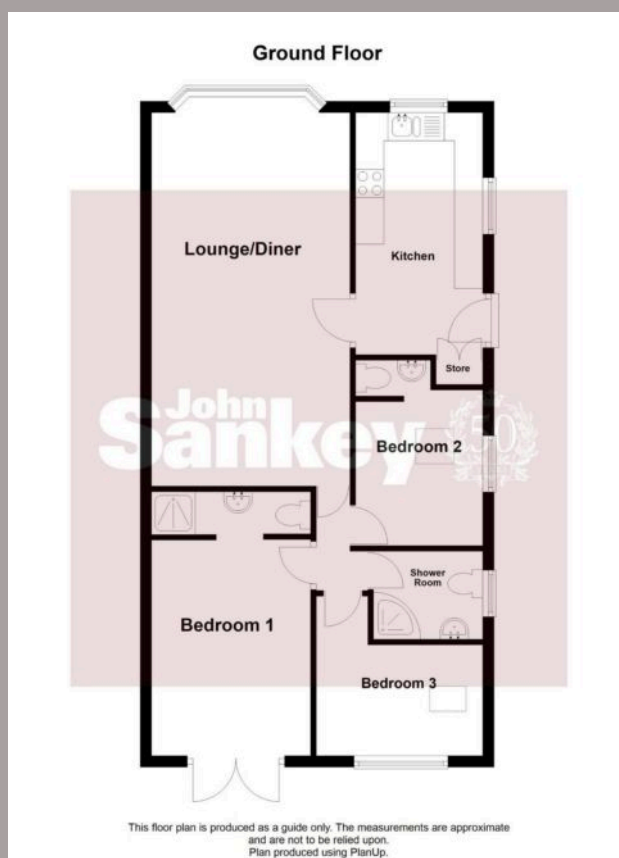 Ground Floor
Lounge/Diner
Kitchen
Store
John
Sankey
50
Bedroom 2
Shower
Room
Bedroom 1
Bedroom 3
This floor plan is produced as a guide only. The measurements are approximate
and are not to be relied upon.
Plan produced using PlanUp.